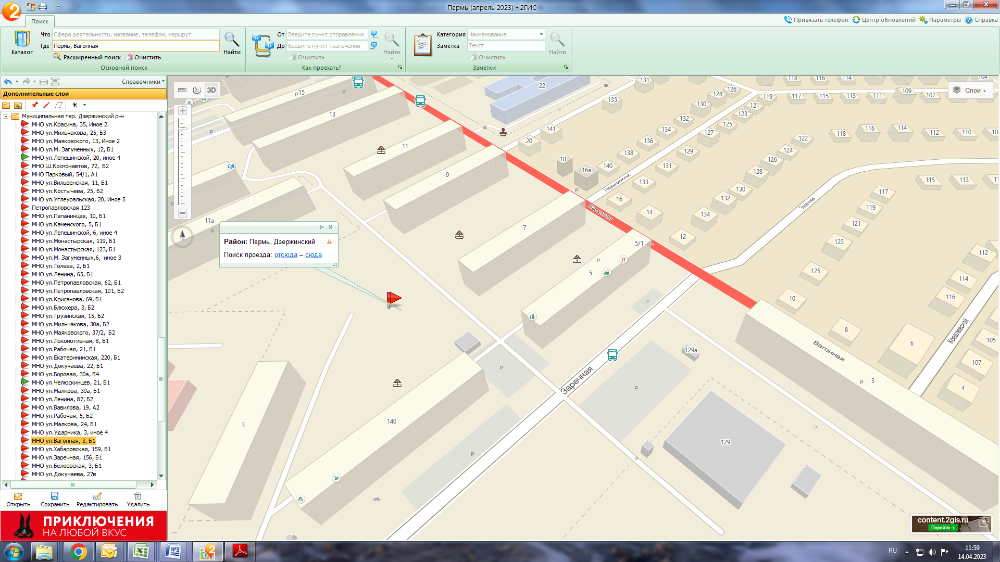 Пермь (апрель 2023) - 2ГИС
Поиск
Привязать телефон
Центр обновлений
Параметры
Справка
Каталог
Что
Сфера деятельности, название, телефон, маршрут
Где
Пермь, Вагонная
Расширенный поиск
Очистить
Найти
Основной поиск
От
Введите пункт отправления
До
Введите пункт назначения
Очистить
Найти
Как проехать?
Категория
Наименование
Заметка
Текст
Очистить
Найти
Заметки
Справочники
Дополнительные слои
Муниципальная тер. Дзержинский р-н
МНО ул.Красина, 35, Иное 2.
МНО ул.Мильчакова, 25, Б3
МНО ул.Маяковского, 13, Иное 2
МНО ул.М. Загуменных, 12, Б1
МНО ул.Лепешинской, 20, иное 4
МНО Ш.Космонавтов, 72, Б2
МНО Парковый, 54/1, А1
МНО ул.Вильвенская, 11, Б1
МНО ул.Костычева, 25, Б2
МНО ул.Углеуральская, 20, Иное 5
Петропавловская 123
МНО ул.Папанинцев, 10, Б1
МНО ул.Каменского, 5, Б1
МНО ул.Лепешинской, 6, иное 4
МНО ул.Монастырская, 119, Б1
МНО ул.Монастырская, 123, Б1
МНО ул.М. Загуменных,6, иное 3
МНО ул.Голева, 2, Б1
МНО ул.Ленина, 65, Б1
МНО ул.Петропавловская, 62, Б1
МНО ул.Петропавловская, 101, Б2
МНО ул.Крисанова, 69, Б1
МНО ул.Блюхера, 3, Б2
МНО ул.Грузинская, 15, Б2
МНО ул.Мильчакова, 30а, Б2
МНО ул.Маяковского, 37/2, Б2
МНО ул.Локомотивная, 8, Б1
МНО ул.Рабочая, 21, Б1
МНО ул.Екатерининская, 220, Б1
МНО ул.Докучаева, 22, Б1
МНО ул.Боровая, 30а, В4
МНО ул.Челюскинцев, 21, Б1
МНО ул.Малкова, 30а, Б1
МНО ул.Ленина, 87, Б2
МНО ул.Вавилова, 19, А2
МНО ул.Рабочая, 5, Б2
МНО ул.Малкова, 24, Б1
МНО ул.Ударника, 3, иное 4
МНО ул.Вагонная, 3, Б1
МНО ул.Хабаровская, 159, Б1
МНО ул.Заречная, 156, Б1
МНО ул.Белоевская, 3, Б1
МНО ул.Докучаева, 27в
Открыть
Сохранить
Редактировать
Удалить
ПРИКЛЮЧЕНИЯ
НА ЛЮБОЙ ВКУС
3D
Слои
Район: Пермь, Дзержинский
Поиск проезда: отсюда – сюда
15
13
11
9
11а
7
5/1
5
3
140
22
131
135
141
20
18
16а
140
138
136
134
132
130
128
126
133
131
129
127
125
123
121
119
16
14
12
134
132
130
128
126
124
122
118
116
114
117
115
113
111
109
107
104
118
116
114
112
110
115
113
117
119
121
123
125
10
8
6
4
112
114
116
105
107
129а
129
3
Надеждинская
Вагонная
Заречная
Заречная
Вагонная
Ковалевской
content.2gis.ru
Перейти →
18+
RU
11:59
14.04.2023